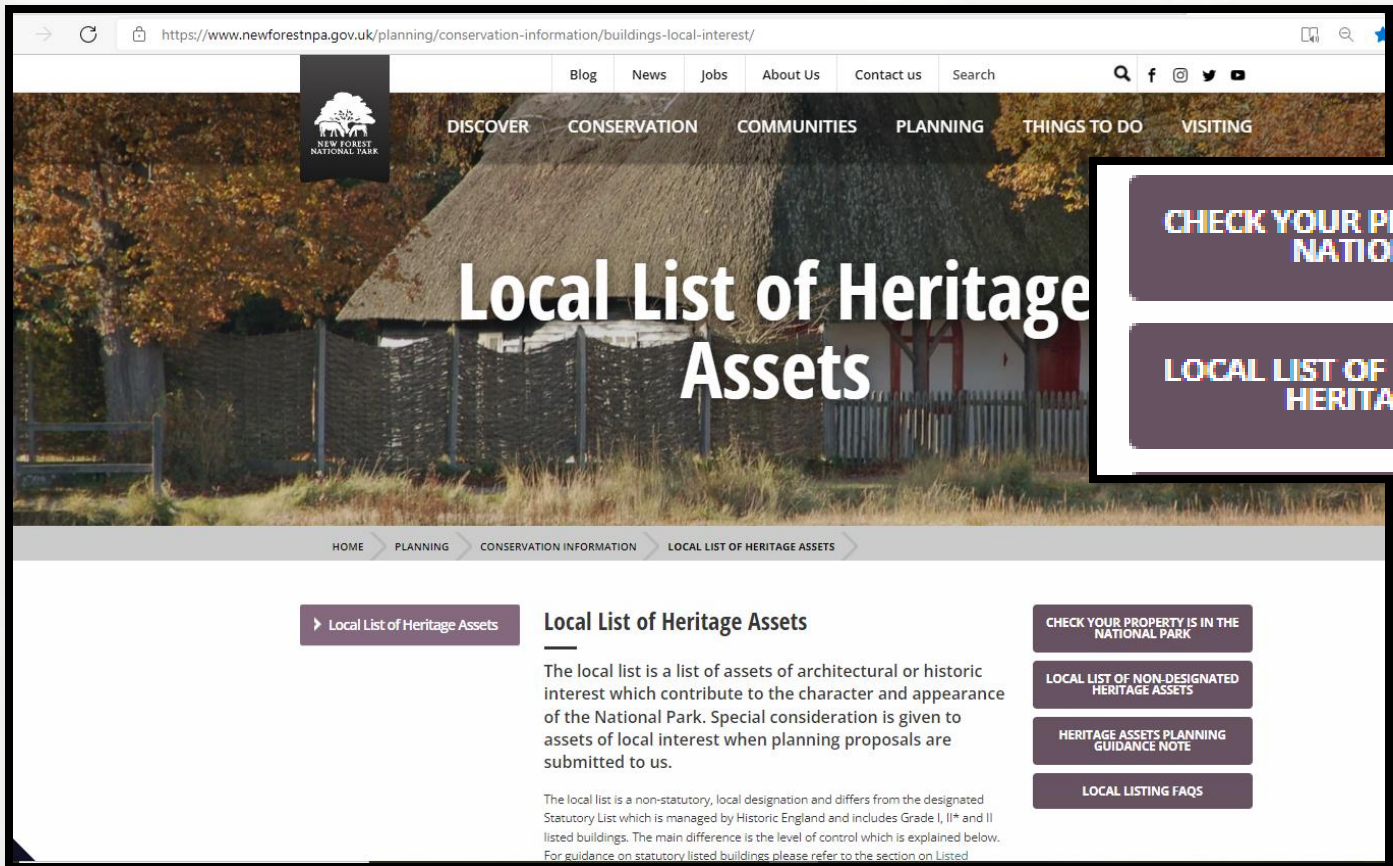 https://www.newforestnpa.gov.uk/planning/conservation-information/buildings-local-interest/
Blog News Jobs About Us Contact us Search
NEW FOREST
NATIONAL PARK
DISCOVER CONSERVATION COMMUNITIES PLANNING THINGS TO DO VISITING
Local List of Heritage
Assets
CHECK YOUR
NATIO
LOCAL LIST OF
HERITA
HOME PLANNING CONSERVATION INFORMATION LOCAL LIST OF HERITAGE ASSETS
Local List of Heritage Assets
Local List of Heritage Assets
The local list is a list of assets of architectural or historic
interest which contribute to the character and appearance
of the National Park. Special consideration is given to
assets of local interest when planning proposals are
submitted to us.
The local list is a non-statutory, local designation and differs from the designated
Statutory List which is managed by Historic England and includes Grade I, II* and II
listed buildings. The main difference is the level of control which is explained below.
For guidance on statutory listed buildings please refer to the section on Listed
CHECK YOUR PROPERTY IS IN THE
NATIONAL PARK
LOCAL LIST OF NON-DESIGNATED
HERITAGE ASSETS
HERITAGE ASSETS PLANNING
GUIDANCE NOTE
LOCAL LISTING FAQS